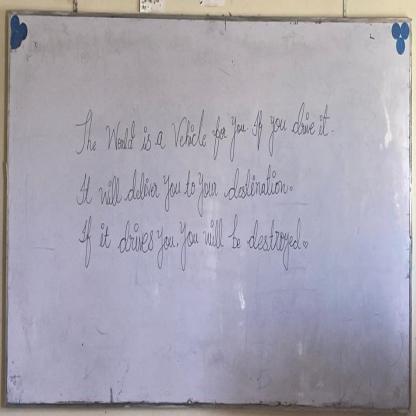 The World is a Vehicle for You If you drive it.
It will deliver you to Your destination.
If it drives you, You will be destroyed.